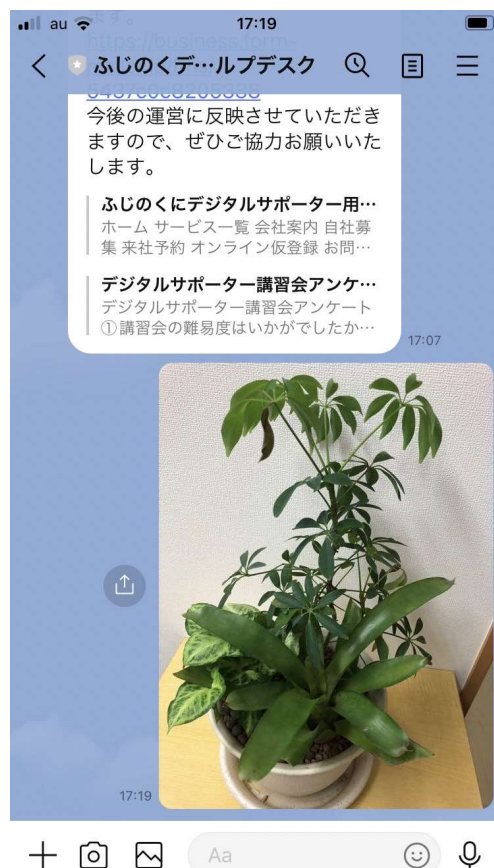 au
17:19
ふじのくデ…ルプデスク
今後の運営に反映させていただき
ますので、ぜひご協力お願いいた
します。
ふじのくにデジタルサポーター用…
ホーム サービス一覧 会社案内 自社募
集 来社予約 オンライン仮登録 お問…
デジタルサポーター講習会アンケ…
デジタルサポーター講習会アンケート
①講習会の難易度はいかがでしたか…
17:07
17:19
Aa